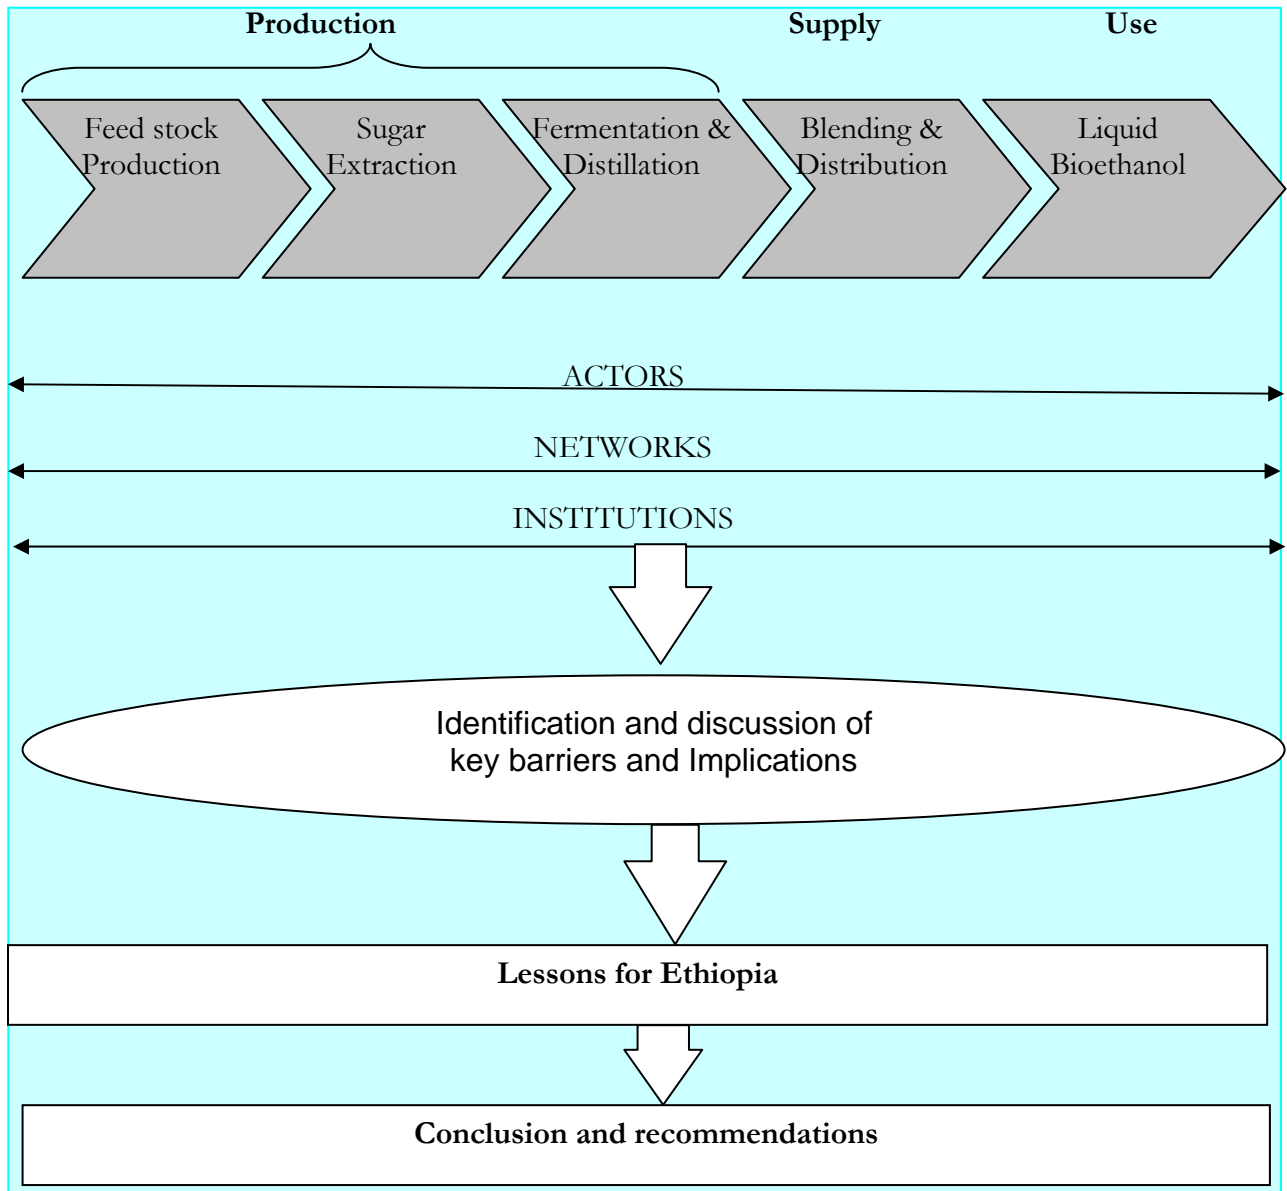 Production Supply Use
Feed stock
Production
Sugar
Extraction
Fermentation &
Distillation
Blending &
Distribution
Liquid
Bioethanol
ACTORS
NETWORKS
INSTITUTIONS
Identification and discussion of
key barriers and Implications
Lessons for Ethiopia
Conclusion and recommendations